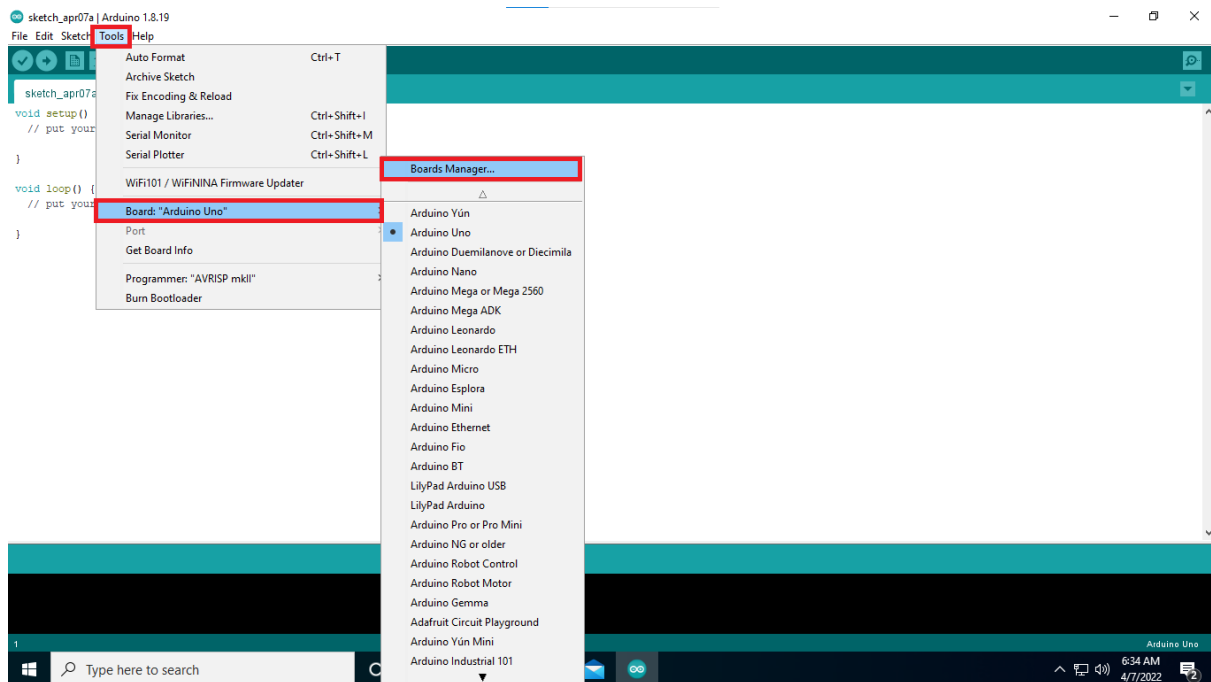 sketch_apr07a | Arduino 1.8.19
File Edit Sketch Tools Help
Auto Format Ctrl+T
Archive Sketch
Fix Encoding & Reload
Manage Libraries... Ctrl+Shift+I
Serial Monitor Ctrl+Shift+M
Serial Plotter Ctrl+Shift+L
WiFi101 / WiFiNINA Firmware Updater
Board: "Arduino Uno"
Port
Get Board Info
Programmer: "AVRISP mkII"
Burn Bootloader
sketch_apr07a
void setup()
// put your
}
void loop() {
// put your
}
Boards Manager...
Arduino Yún
Arduino Uno
Arduino Duemilanove or Diecimila
Arduino Nano
Arduino Mega or Mega 2560
Arduino Mega ADK
Arduino Leonardo
Arduino Leonardo ETH
Arduino Micro
Arduino Esplora
Arduino Mini
Arduino Ethernet
Arduino Fio
Arduino BT
LilyPad Arduino USB
LilyPad Arduino
Arduino Pro or Pro Mini
Arduino NG or older
Arduino Robot Control
Arduino Robot Motor
Arduino Gemma
Adafruit Circuit Playground
Arduino Yún Mini
Arduino Industrial 101
1
Arduino Uno
Type here to search
6:34 AM
4/7/2022
2